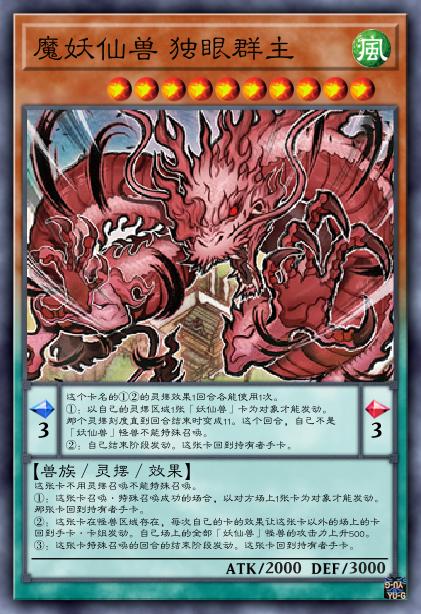 魔妖仙兽 独眼群主
風
这个卡名的①②的灵摆效果1回合各能使用1次。
①:以自己的灵摆区域1张「妖仙兽」卡为对象才能发动。
那个灵摆刻度直到回合结束时变成11。这个回合，自己不是
「妖仙兽」怪兽不能特殊召唤。
②:自己结束阶段发动。这张卡回到持有者手卡。
3
3
【兽族/灵摆/效果】
这张卡不用灵摆召唤不能特殊召唤。
①:这张卡召唤·特殊召唤成功的场合，以对方场上1张卡为对象才能发动。
那张卡回到持有者手卡。
②:这张卡在怪兽区域存在，每次自己的卡的效果让这张卡以外的场上的卡
回到手卡·卡组发动。自己场上的全部「妖仙兽」怪兽的攻击力上升500。
③:这张卡特殊召唤的回合的结束阶段发动。这张卡回到持有者手卡。
ATK/2000 DEF/3000